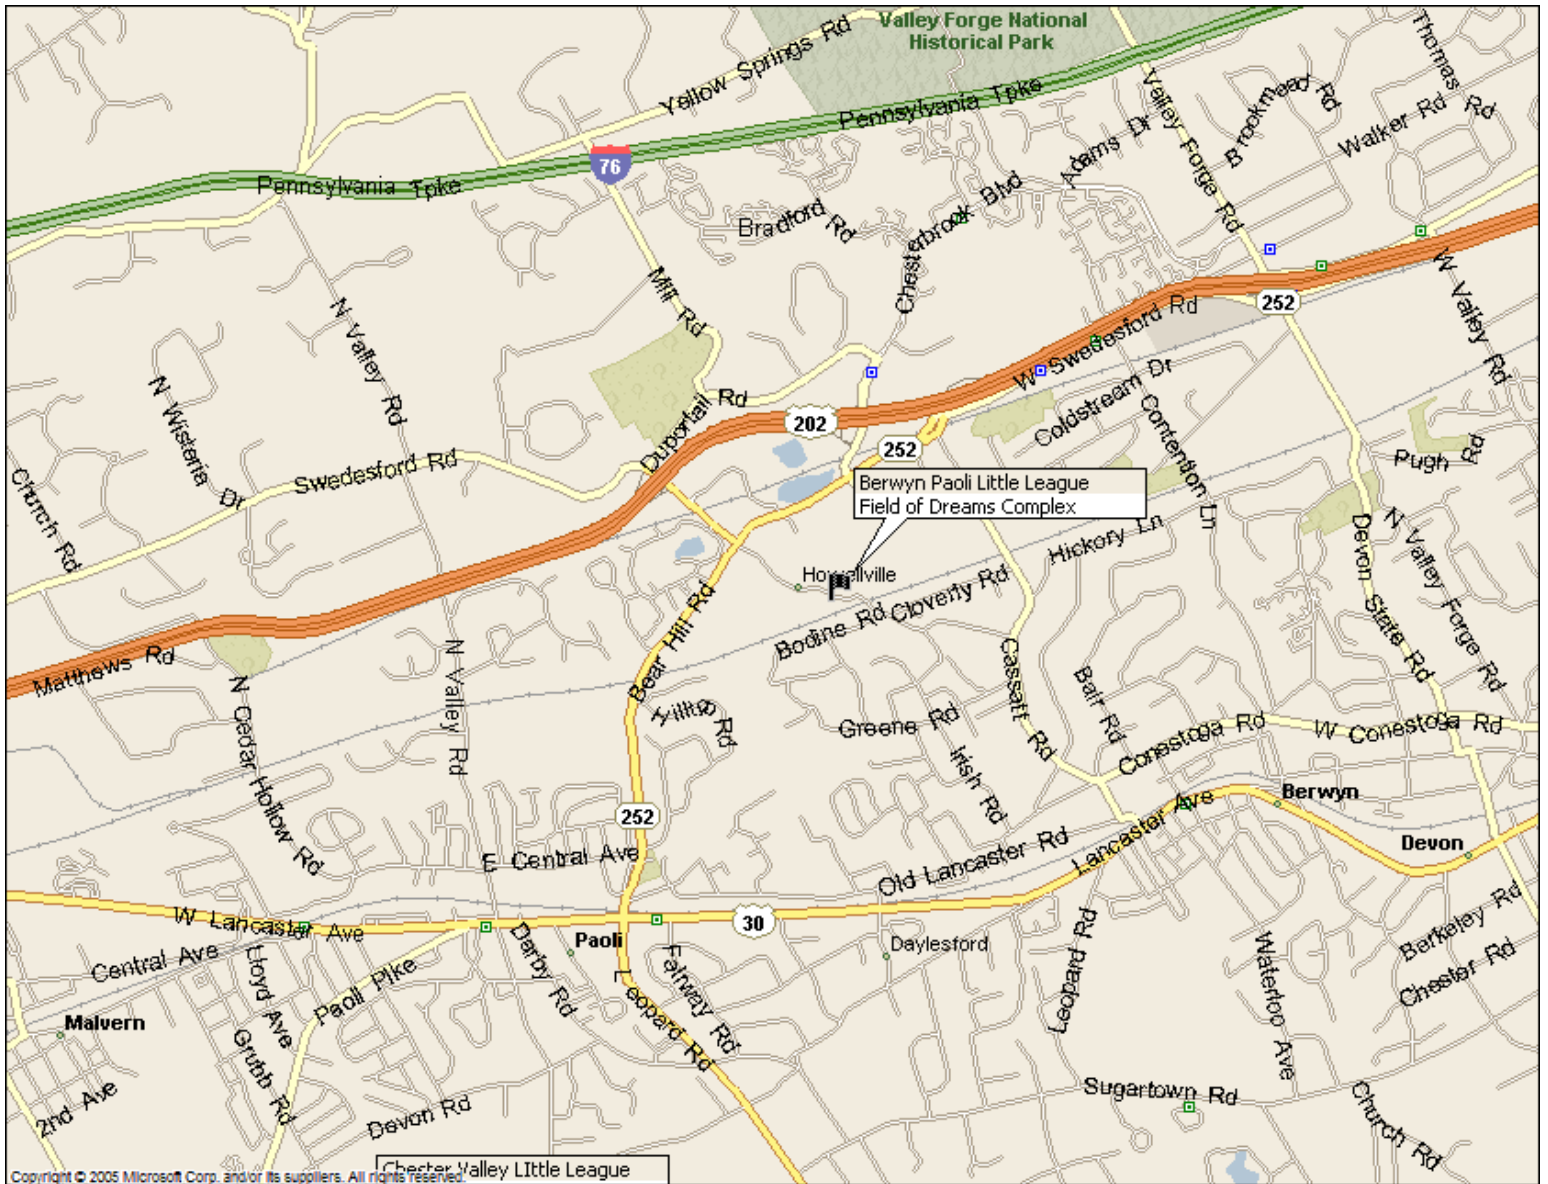 Valley Forge National
Historical Park
Thomas Rd
Yellow Springs Rd
Pennsylvania Tpke
Valley Forge Rd
Brookmead Rd
Walker Rd
Adams Dr
76
Pennsylvania Tpke
Bradford Rd
Chesterbrook Blvd
Mill Rd
N Valley Rd
252
W Valley Rd
W Swedesford Rd
Coldstream Dr
Contention Ln
N Wisteria Dr
Duportail Rd
202
252
Swedesford Rd
Church Rd
Pugh Rd
Berwyn Paoli Little League
Field of Dreams Complex
Hickory Ln
Devon State Rd
N Valley Forge Rd
Howellville
Cloverly Rd
Bodine Rd
Bear Hill Rd
Matthews Rd
N Cedar Hollow Rd
N Valley Rd
Hilltop Rd
Cassatt Rd
Bair Rd
Greene Rd
Irish Rd
Conestoga Rd
W Conestoga Rd
Berwyn
252
Lancaster Ave
Devon
E Central Ave
Old Lancaster Rd
W Lancaster Ave
30
Paoli
Daylesford
Berkeley Rd
Chester Rd
Central Ave
Lloyd Ave
Paoli Pike
Darby Rd
Fairway Rd
Leopard Rd
Leopard Rd
Waterloo Ave
Malvern
Grubb Rd
2nd Ave
Devon Rd
Sugartown Rd
Church Rd
Chester Valley LIttle League
Copyright © 2005 Microsoft Corp. and/or its suppliers. All rights reserved.